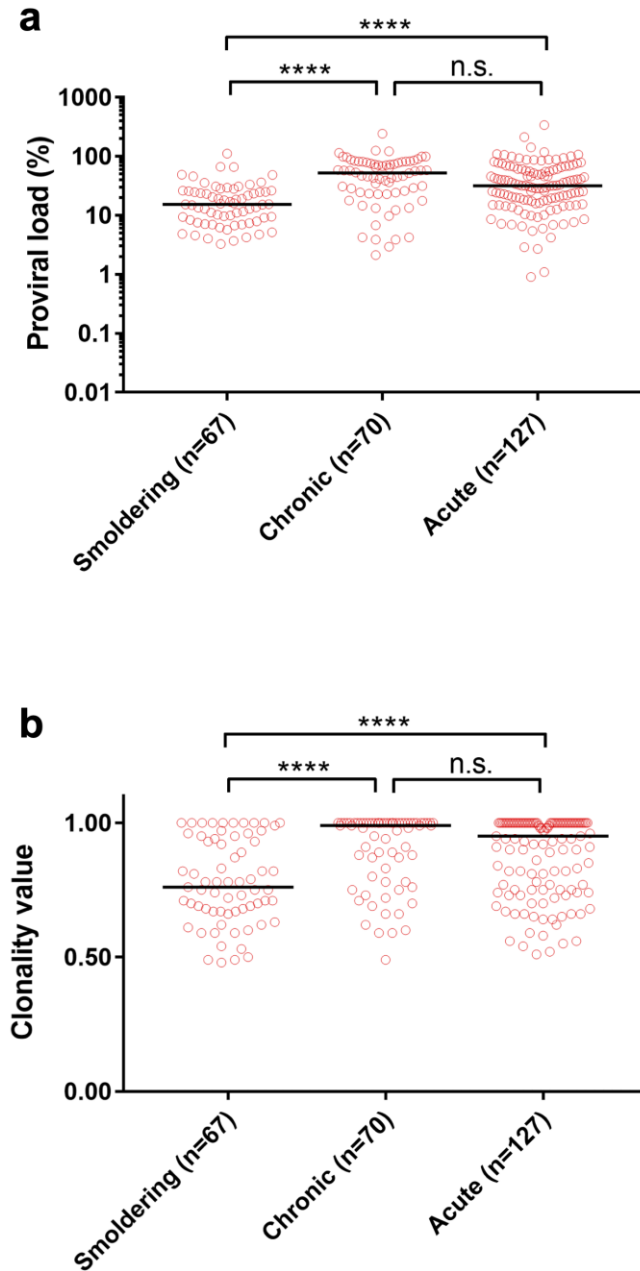 a
****
****
n.s.
1000
100
10
1
0.1
0.01
Proviral load (%)
Smoldering (n=67)
Chronic (n=70)
Acute (n=127)
b
****
****
n.s.
1.00
0.50
0.00
Clonality value
Smoldering (n=67)
Chronic (n=70)
Acute (n=127)